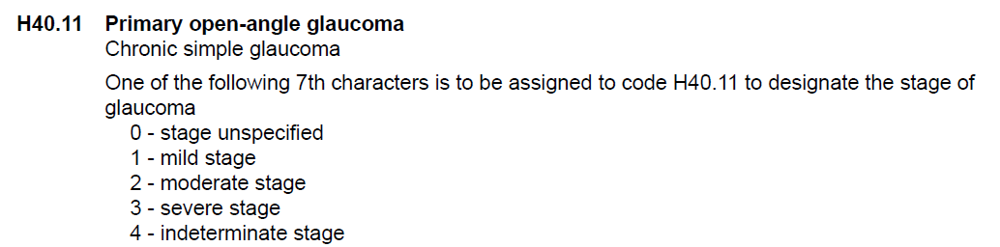 H40.11 Primary open-angle glaucoma
Chronic simple glaucoma
One of the following 7th characters is to be assigned to code H40.11 to designate the stage of
glaucoma
0 - stage unspecified
1 - mild stage
2 - moderate stage
3 - severe stage
4 - indeterminate stage